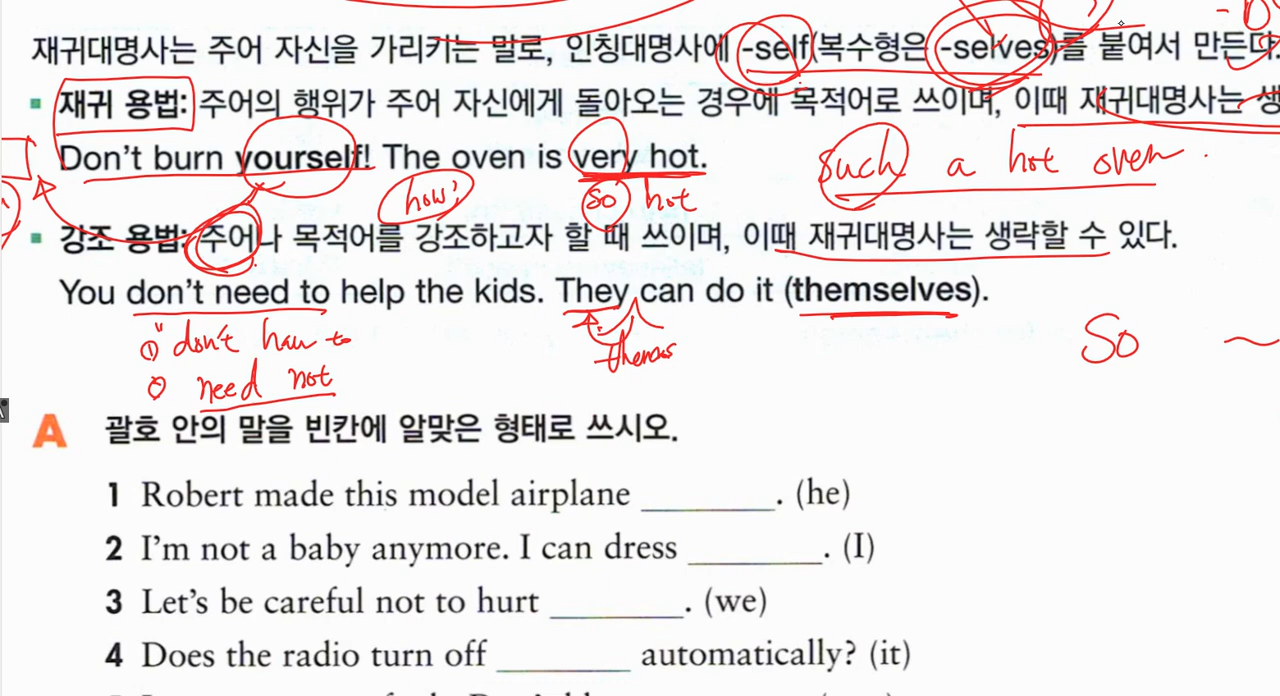 재귀대명사는 주어 자신을 가리키는 말로, 인칭대명사에 -self(복수형은 -selves)를 붙여서 만든다.
재귀 용법: 주어의 행위가 주어 자신에게 돌아오는 경우에 목적어로 쓰이며, 이때 재귀대명사는 생
Don't burn yourself! The oven is very hot.
such a hot oven.
how?
so hot
강조 용법: 주어나 목적어를 강조하고자 할 때 쓰이며, 이때 재귀대명사는 생략할 수 있다.
You don't need to help the kids. They can do it (themselves).
① don't have to
② need not
So ~
A 괄호 안의 말을 빈칸에 알맞은 형태로 쓰시오.
1 Robert made this model airplane ________. (he)
2 I'm not a baby anymore. I can dress ________. (I)
3 Let's be careful not to hurt ________. (we)
4 Does the radio turn off ________ automatically? (it)